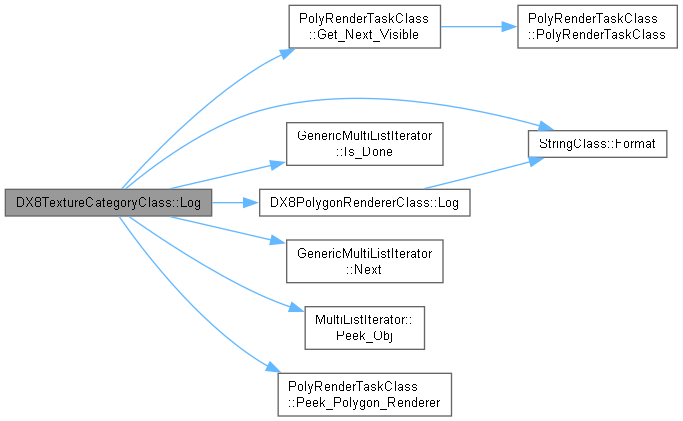 PolyRenderTaskClass
::Get_Next_Visible
PolyRenderTaskClass
::PolyRenderTaskClass
GenericMultiListIterator
::Is_Done
StringClass::Format
DX8TextureCategoryClass::Log
DX8PolygonRendererClass::Log
GenericMultiListIterator
::Next
MultiListIterator::
Peek_Obj
PolyRenderTaskClass
::Peek_Polygon_Renderer